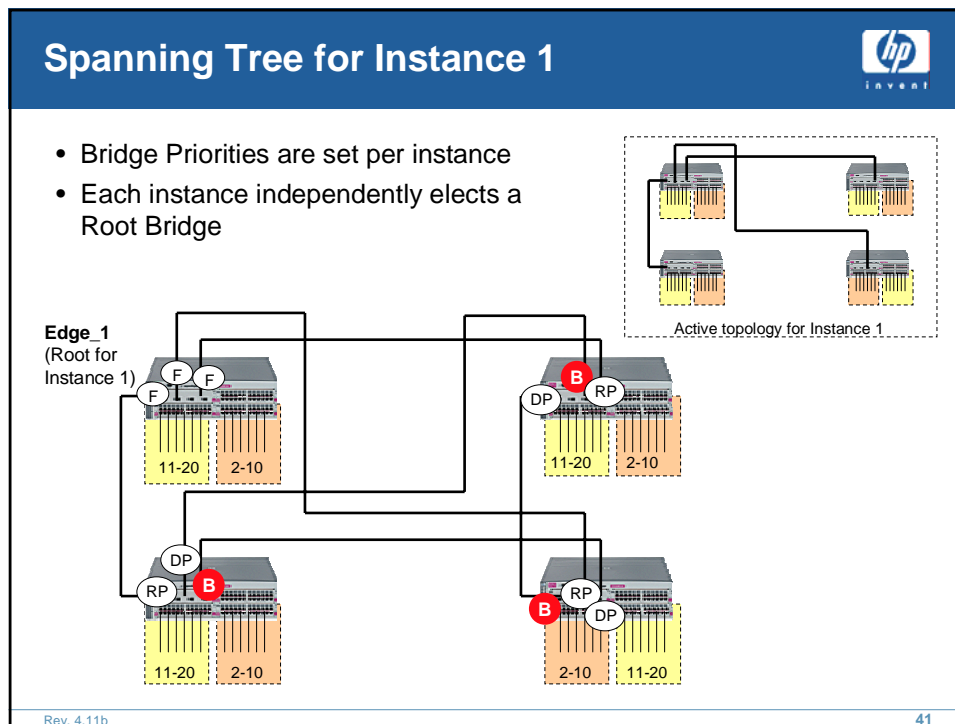 Spanning Tree for Instance 1
hp
invent
• Bridge Priorities are set per instance
• Each instance independently elects a
Root Bridge
Active topology for Instance 1
Edge_1
(Root for
Instance 1)
F
F
F
11-20
2-10
B
DP
RP
11-20
2-10
DP
RP
B
11-20
2-10
RP
B
DP
2-10
11-20
Rev. 4.11b
41